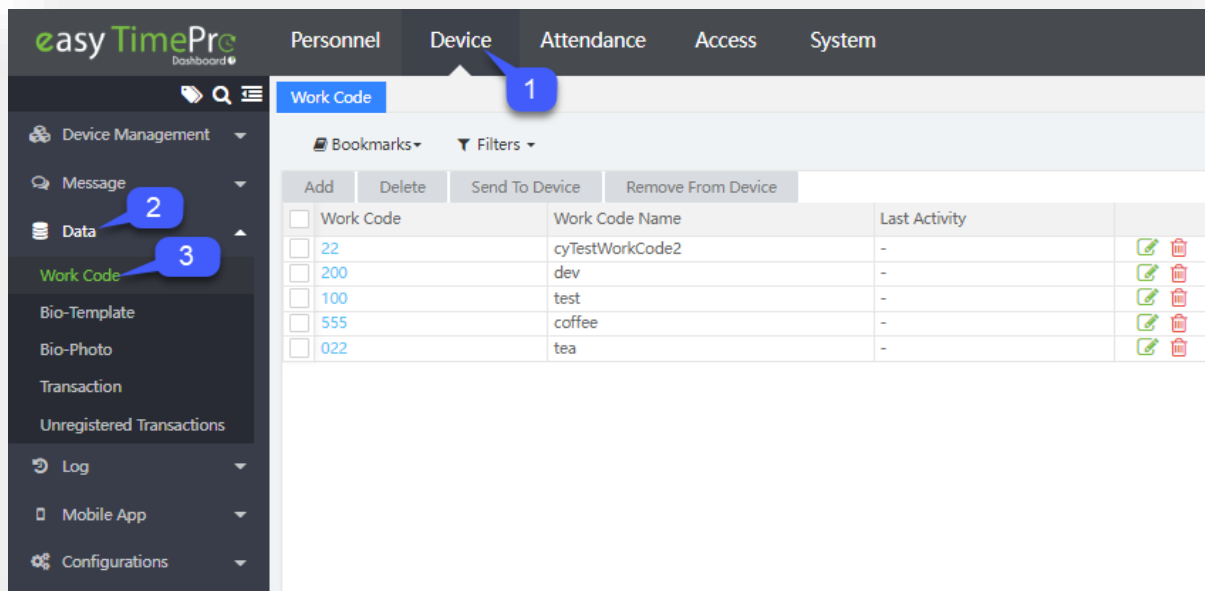 easy TimePro
Dashboard
Personnel Device Attendance Access System
1
Work Code
Bookmarks Filters
Add Delete Send To Device Remove From Device
Work Code Work Code Name Last Activity
22 cyTestWorkCode2 -
200 dev -
100 test -
555 coffee -
022 tea -
Device Management
Message
2
Data
3
Work Code
Bio-Template
Bio-Photo
Transaction
Unregistered Transactions
Log
Mobile App
Configurations